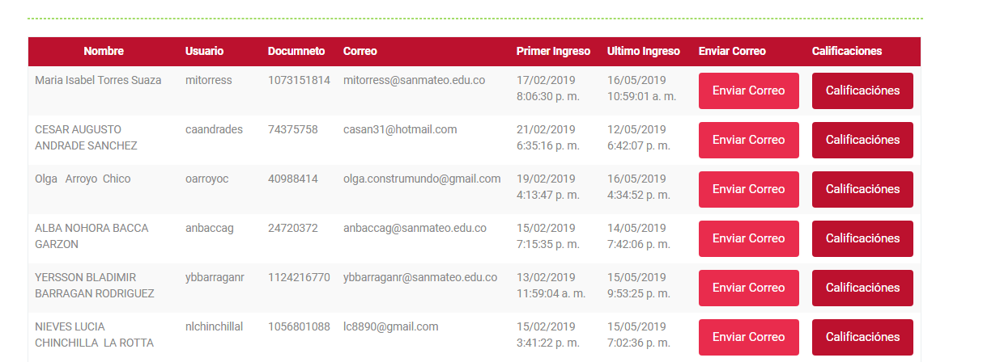 Nombre Usuario Documneto Correo Primer Ingreso Ultimo Ingreso Enviar Correo Calificaciones
Maria Isabel Torres Suaza mitorress 1073151814 mitorress@sanmateo.edu.co 17/02/2019 16/05/2019 Enviar Correo Calificaciónes
8:06:30 p. m. 10:59:01 a. m.
CESAR AUGUSTO caandrades 74375758 casan31@hotmail.com 21/02/2019 12/05/2019 Enviar Correo Calificaciónes
ANDRADE SANCHEZ 6:35:16 p. m. 6:42:07 p. m.
Olga Arroyo Chico oarroyoc 40988414 olga.construmundo@gmail.com 19/02/2019 16/05/2019 Enviar Correo Calificaciónes
4:13:47 p. m. 4:34:52 p. m.
ALBA NOHORA BACCA anbaccag 24720372 anbaccag@sanmateo.edu.co 15/02/2019 14/05/2019 Enviar Correo Calificaciónes
GARZON 7:15:35 p. m. 7:42:06 p. m.
YERSSON BLADIMIR ybbarraganr 1124216770 ybbarraganr@sanmateo.edu.co 13/02/2019 15/05/2019 Enviar Correo Calificaciónes
BARRAGAN RODRIGUEZ 11:59:04 a. m. 9:53:25 p. m.
NIEVES LUCIA nlchinchillal 1056801088 lc8890@gmail.com 15/02/2019 15/05/2019 Enviar Correo Calificaciónes
CHINCHILLA LA ROTTA 3:41:22 p. m. 7:02:36 p. m.